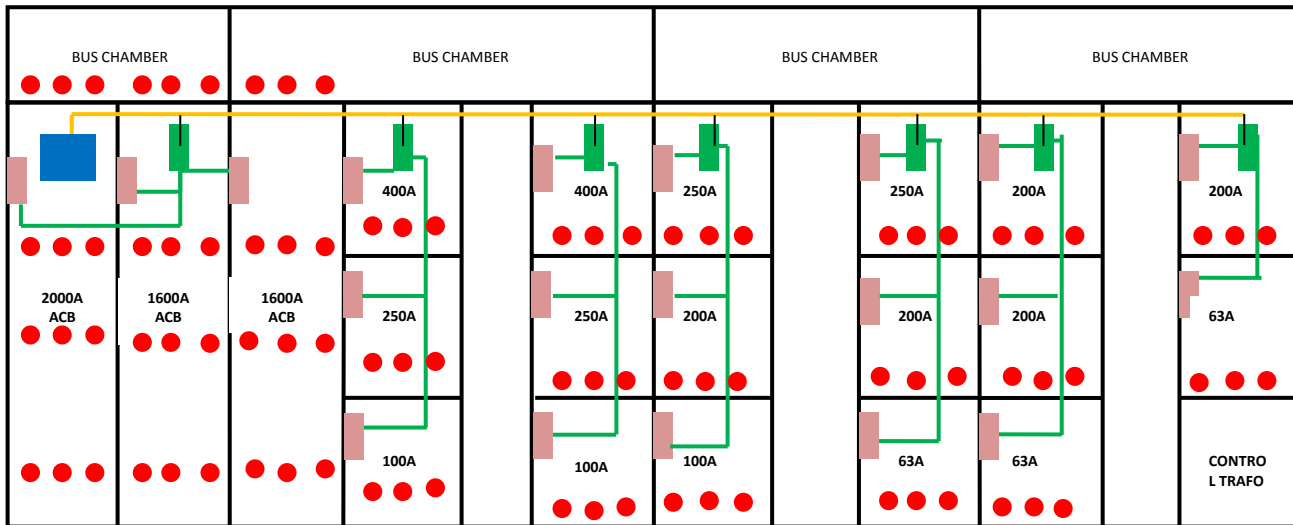 BUS CHAMBER
BUS CHAMBER
BUS CHAMBER
BUS CHAMBER
400A
400A
250A
250A
200A
200A
2000A
ACB
1600A
ACB
1600A
ACB
250A
250A
200A
200A
200A
63A
100A
100A
100A
63A
63A
CONTRO
L TRAFO